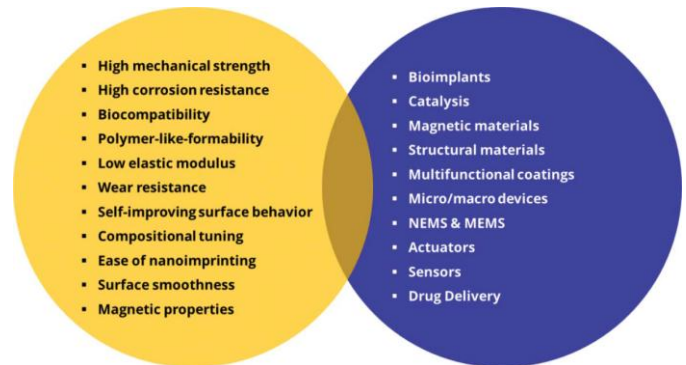 ▪ High mechanical strength
▪ High corrosion resistance
▪ Biocompatibility
▪ Polymer-like-formability
▪ Low elastic modulus
▪ Wear resistance
▪ Self-improving surface behavior
▪ Compositional tuning
▪ Ease of nanoimprinting
▪ Surface smoothness
▪ Magnetic properties
▪ Bioimplants
▪ Catalysis
▪ Magnetic materials
▪ Structural materials
▪ Multifunctional coatings
▪ Micro/macro devices
▪ NEMS & MEMS
▪ Actuators
▪ Sensors
▪ Drug Delivery